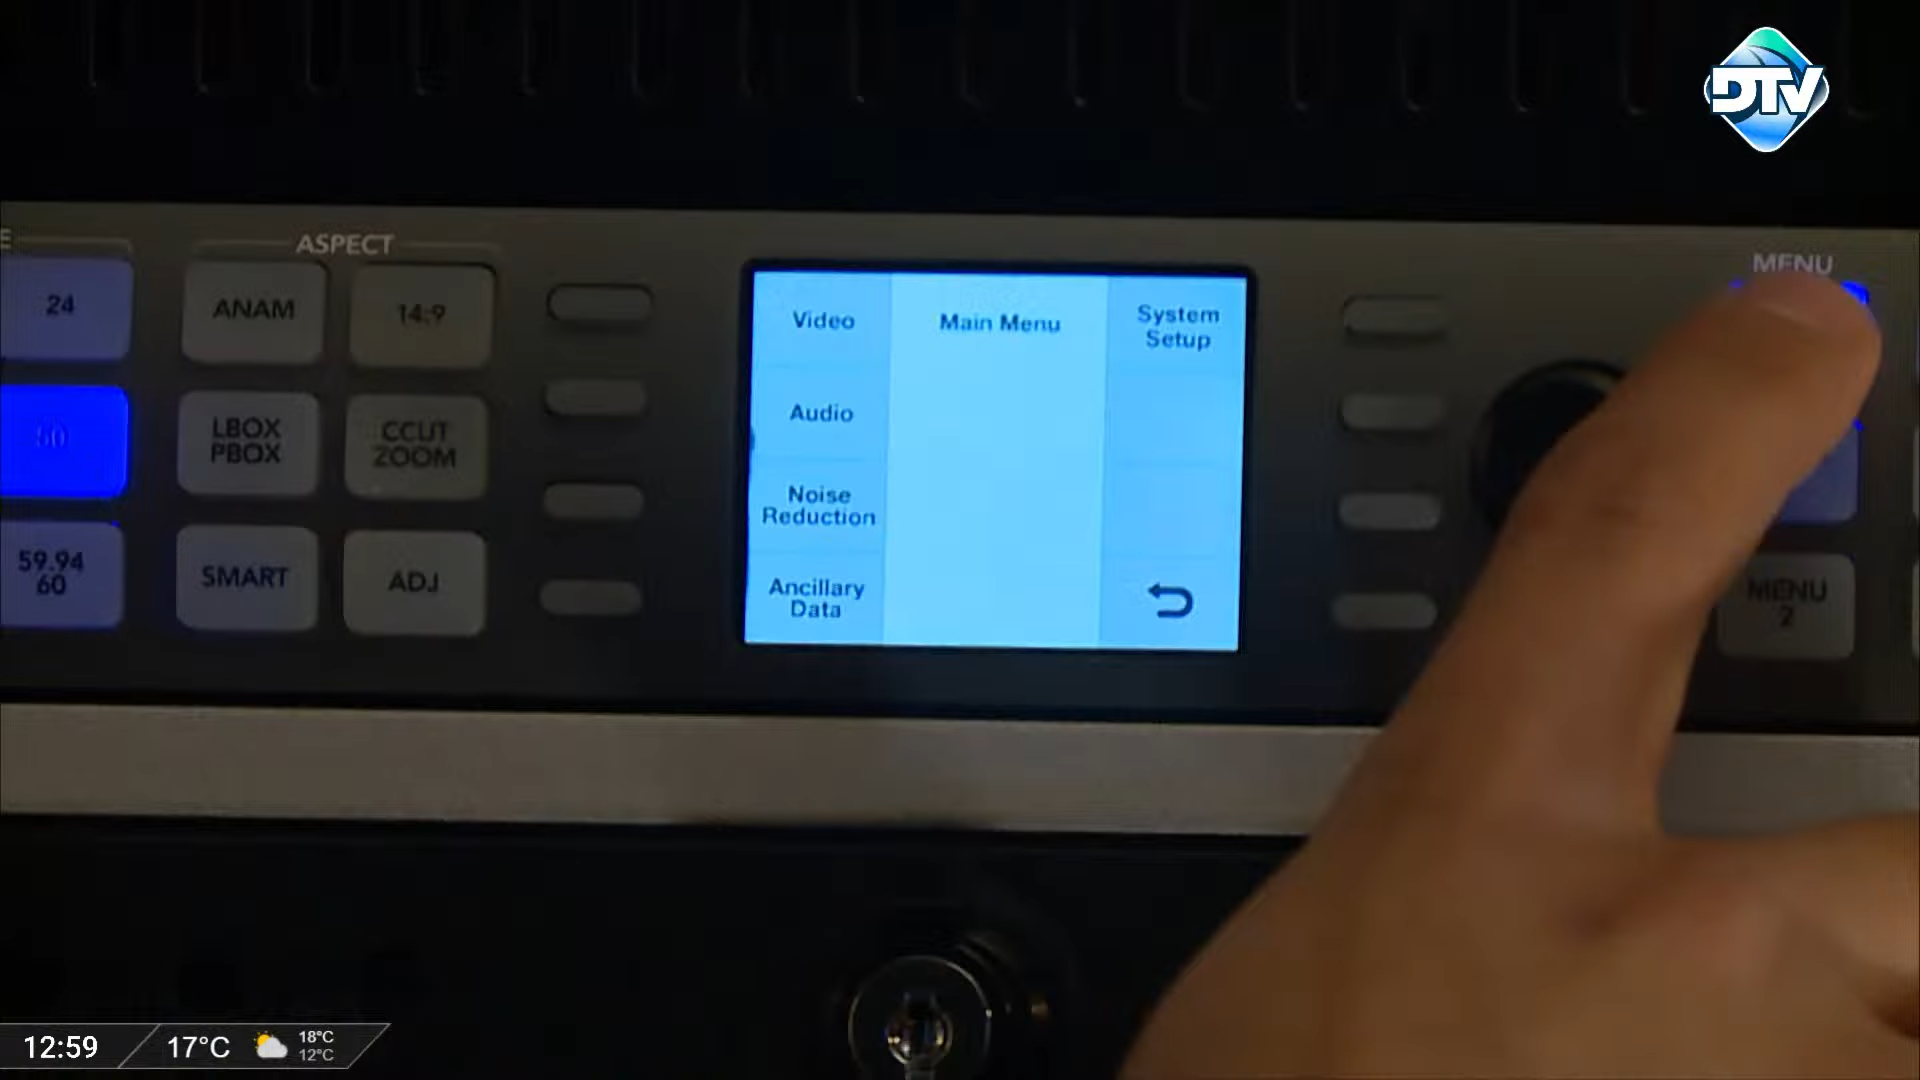 DTV
ASPECT
MENU
24
ANAM
14:9
50
LBOX
PBOX
CCUT
ZOOM
59.94
60
SMART
ADJ
Video
Main Menu
System
Setup
Audio
Noise
Reduction
Ancillary
Data
MENU
2
12:59
17°C
18°C
12°C